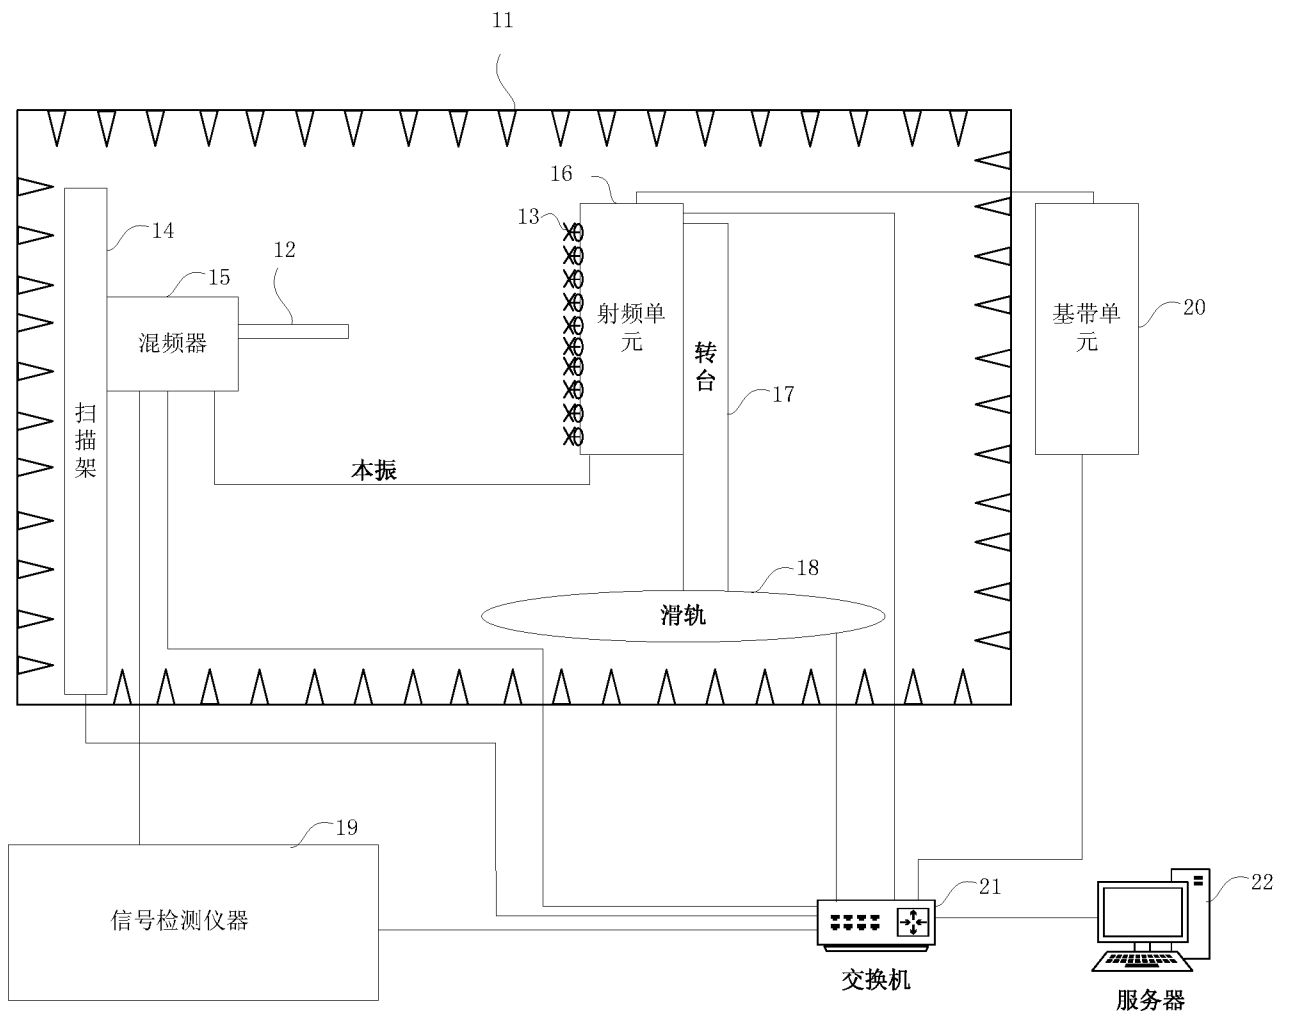 11
16
13
14
12
15
混频器
射频单
元
基带单
元
20
转
台
17
扫
描
架
本振
18
滑轨
19
信号检测仪器
21
22
交换机
服务器